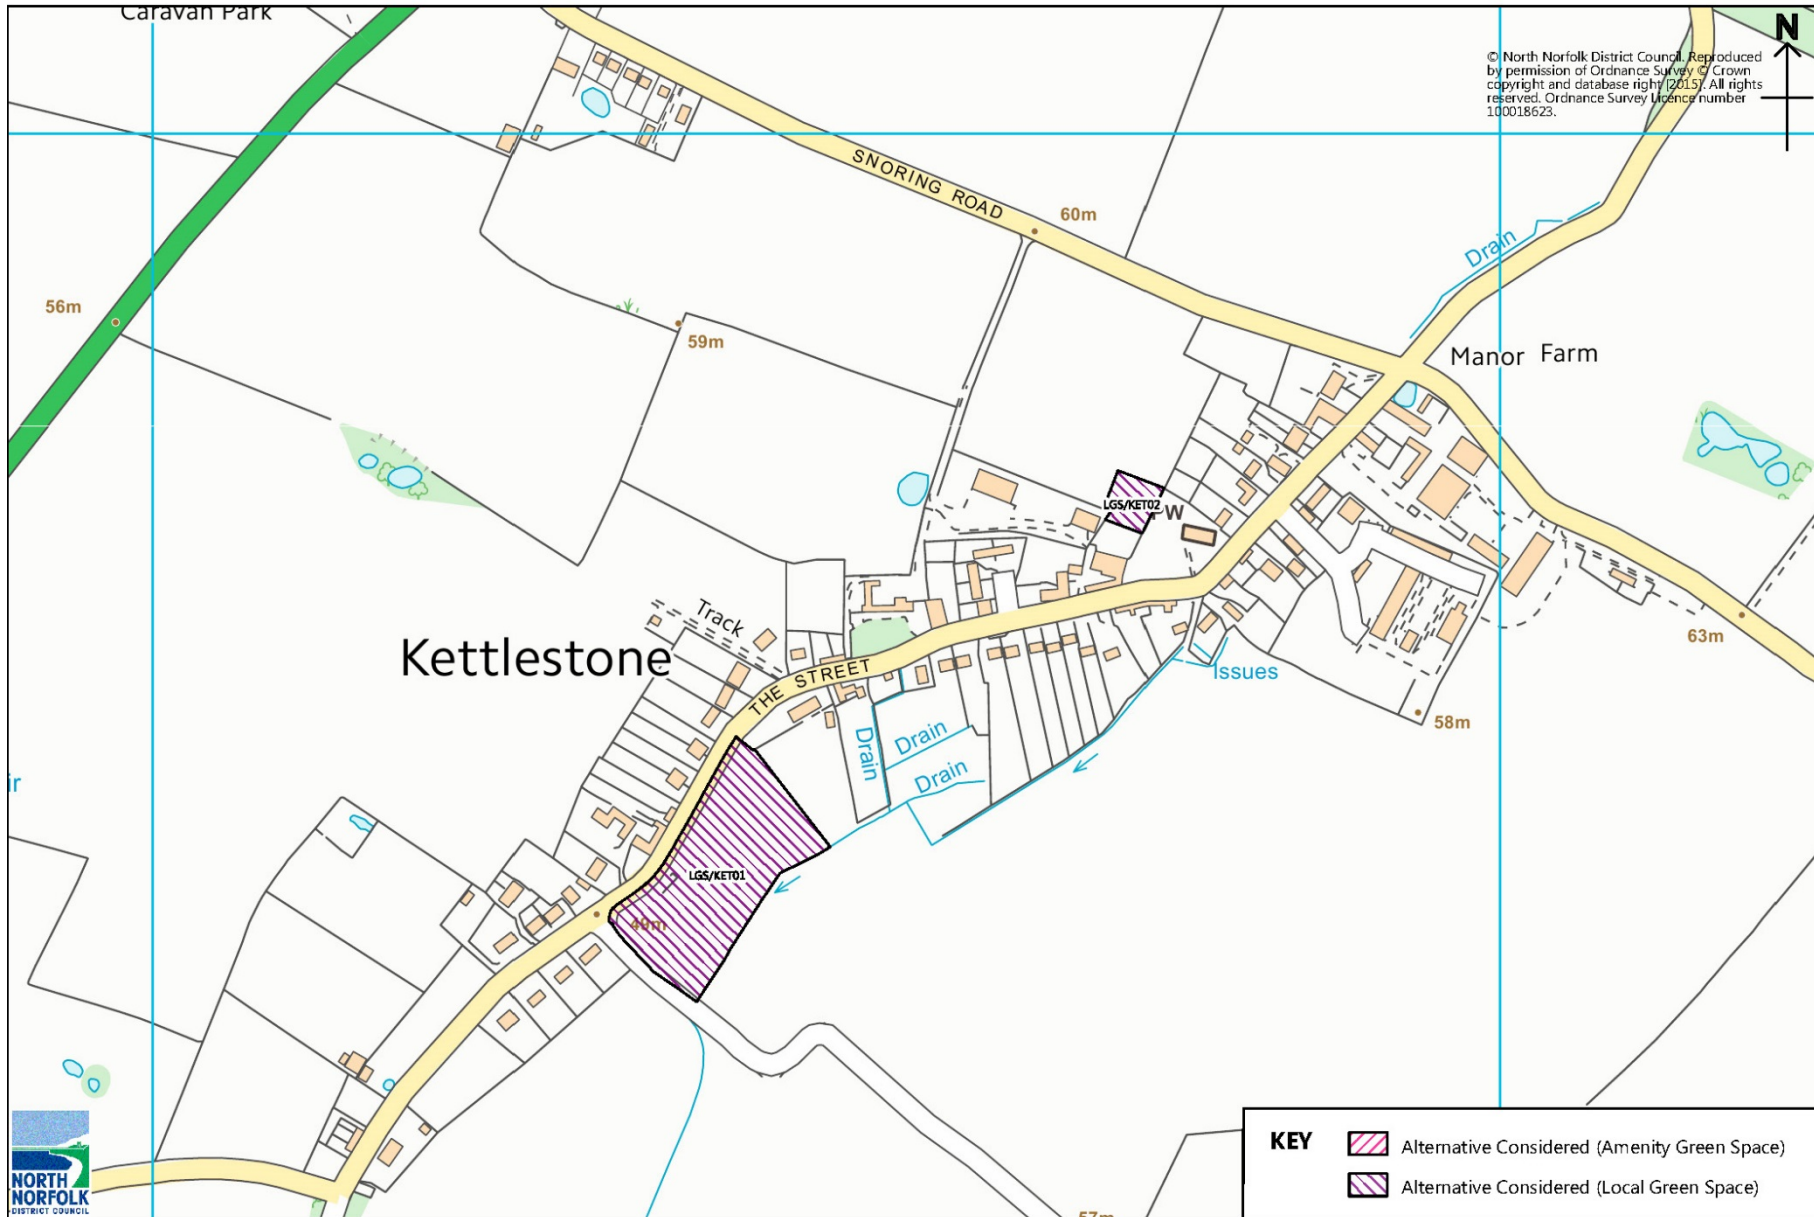 Caravan Park
N
© North Norfolk District Council. Reproduced
by permission of Ordnance Survey © Crown
copyright and database right [2015]. All rights
reserved. Ordnance Survey Licence number
100018623.
SNORING ROAD
60m
Drain
56m
59m
Manor Farm
LGS/KET02
W
Track
Kettlestone
THE STREET
Issues
63m
58m
Drain
Drain
Drain
ir
LGS/KET01
49m
57m
KEY
Alternative Considered (Amenity Green Space)
Alternative Considered (Local Green Space)
NORTH
NORFOLK
DISTRICT COUNCIL